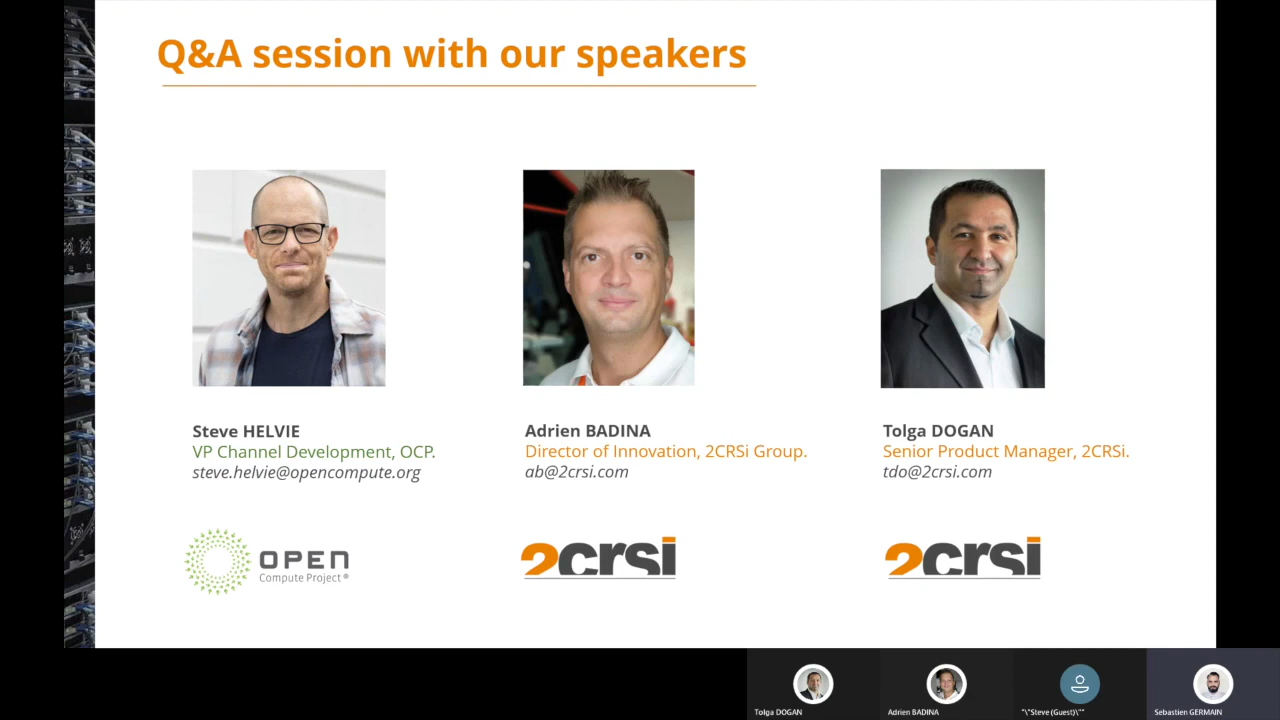 Q&A session with our speakers
Steve HELVIE
VP Channel Development, OCP.
steve.helvie@opencompute.org
Adrien BADINA
Director of Innovation, 2CRSi Group.
ab@2crsi.com
Tolga DOGAN
Senior Product Manager, 2CRSi.
tdo@2crsi.com
OPEN
Compute Project ®
2crsi
2crsi
Tolga DOGAN
Adrien BADINA
"\"Steve (Guest)\""
Sebastien GERMAIN